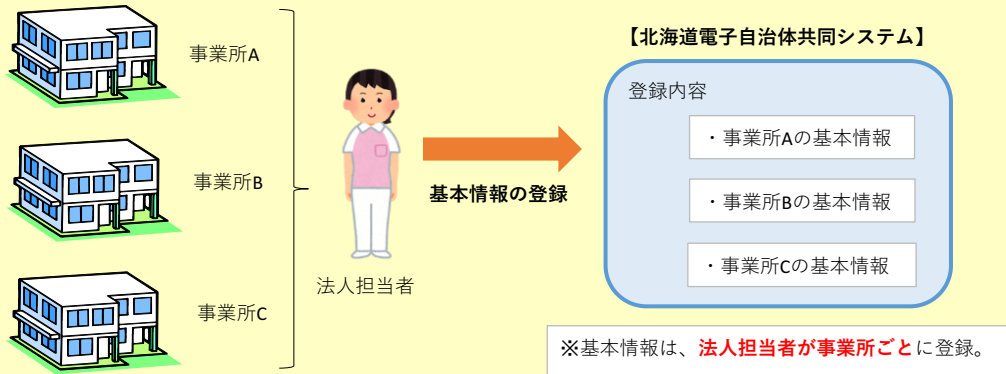 事業所A
事業所B
事業所C
法人担当者
基本情報の登録
【北海道電子自治体共同システム】
登録内容
・事業所Aの基本情報
・事業所Bの基本情報
・事業所Cの基本情報
※基本情報は、法人担当者が事業所ごとに登録。